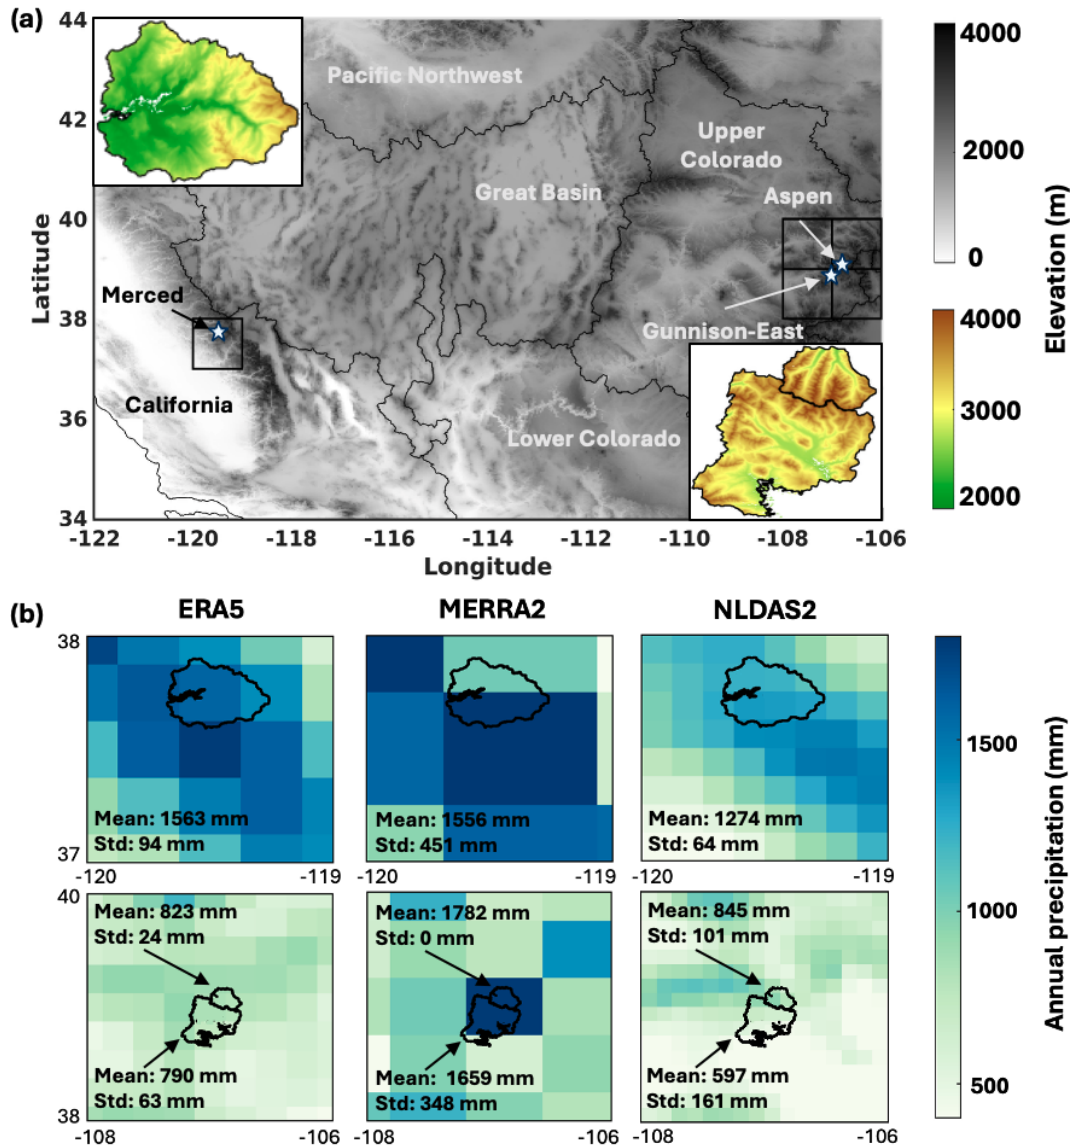 (a)
44
42
40
38
36
34
Latitude
-122
-120
-118
-116
-114
-112
-110
-108
-106
Longitude
Pacific Northwest
Upper
Colorado
Great Basin
Aspen
Merced
Gunnison-East
California
Lower Colorado
4000
2000
0
4000
3000
2000
Elevation (m)
(b)
ERA5
MERRA2
NLDAS2
38
37
Mean: 1563 mm
Std: 94 mm
-120
-119
Mean: 1556 mm
Std: 451 mm
-120
-119
Mean: 1274 mm
Std: 64 mm
-120
-119
40
38
Mean: 823 mm
Std: 24 mm
Mean: 790 mm
Std: 63 mm
-108
-106
Mean: 1782 mm
Std: 0 mm
Mean: 1659 mm
Std: 348 mm
-108
-106
Mean: 845 mm
Std: 101 mm
Mean: 597 mm
Std: 161 mm
-108
-106
1500
1000
500
Annual precipitation (mm)